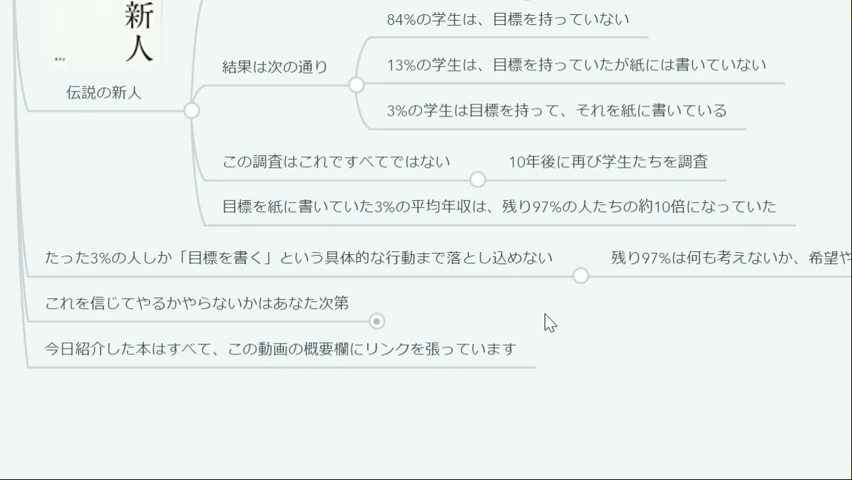 新人
伝説の新人
結果は次の通り
84%の学生は、目標を持っていない
13%の学生は、目標を持っていたが紙には書いていない
3%の学生は目標を持って、それを紙に書いている
この調査はこれですべてではない
10年後に再び学生たちを調査
目標を紙に書いていた3%の平均年収は、残り97%の人たちの約10倍になっていた
たった3%の人しか「目標を書く」という具体的な行動まで落とし込めない
残り97%は何も考えないか、希望や
これを信じてやるかやらないかはあなた次第
今日紹介した本はすべて、この動画の概要欄にリンクを張っています